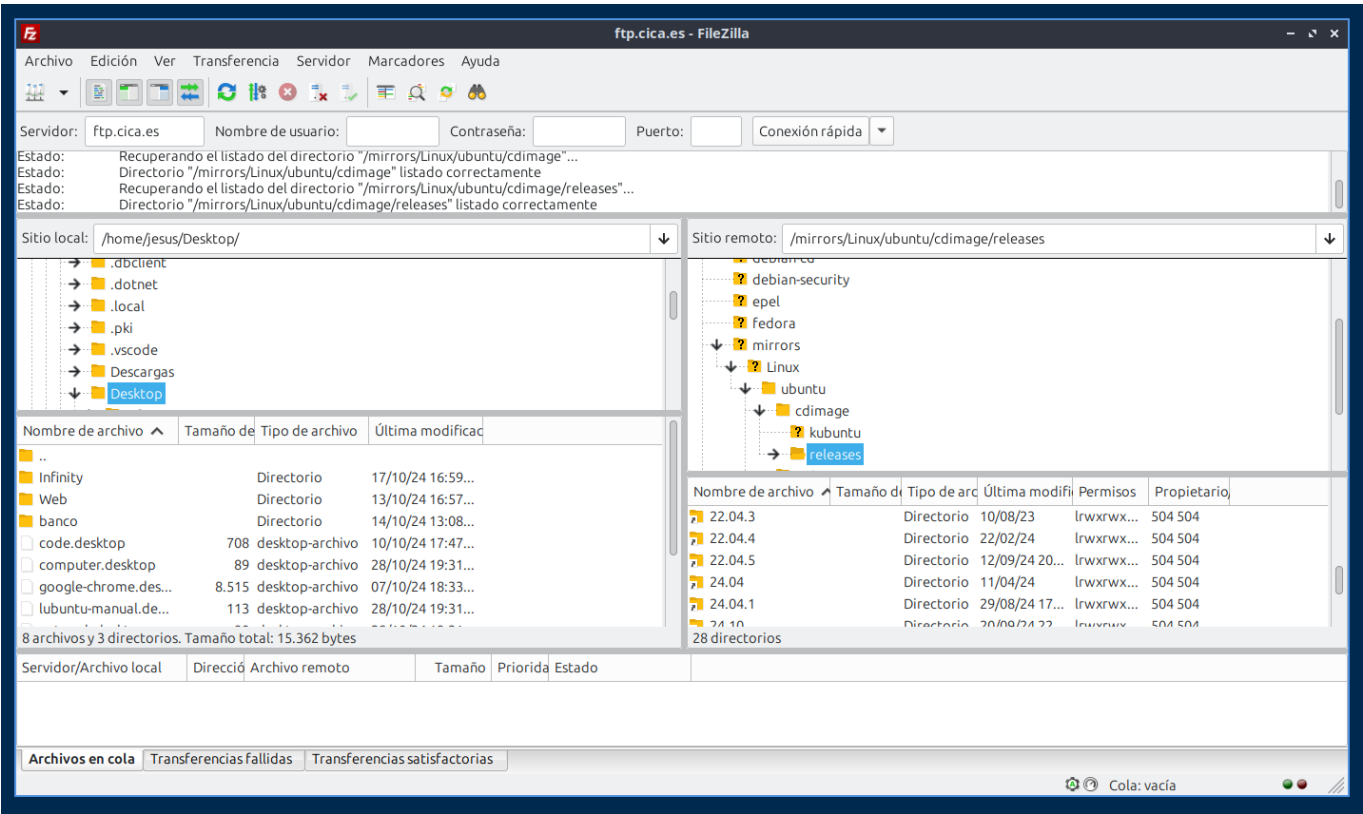 Fz
ftp.cica.es - FileZilla
Archivo Edición Ver Transferencia Servidor Marcadores Ayuda
Servidor: ftp.cica.es Nombre de usuario: Contraseña: Puerto: Conexión rápida
Estado: Recuperando el listado del directorio "/mirrors/Linux/ubuntu/cdimage"...
Estado: Directorio "/mirrors/Linux/ubuntu/cdimage" listado correctamente
Estado: Recuperando el listado del directorio "/mirrors/Linux/ubuntu/cdimage/releases"...
Estado: Directorio "/mirrors/Linux/ubuntu/cdimage/releases" listado correctamente
Sitio local: /home/jesus/Desktop/
.dbclient
.dotnet
.local
.pki
.vscode
Descargas
Desktop
Nombre de archivo Tamaño de Tipo de archivo Última modificac
..
Infinity Directorio 17/10/24 16:59...
Web Directorio 13/10/24 16:57...
banco Directorio 14/10/24 13:08...
code.desktop 708 desktop-archivo 10/10/24 17:47...
computer.desktop 89 desktop-archivo 28/10/24 19:31...
google-chrome.des... 8.515 desktop-archivo 07/10/24 18:33...
lubuntu-manual.de... 113 desktop-archivo 28/10/24 19:31...
8 archivos y 3 directorios. Tamaño total: 15.362 bytes
Sitio remoto: /mirrors/Linux/ubuntu/cdimage/releases
debian-cd
debian-security
epel
fedora
mirrors
Linux
ubuntu
cdimage
kubuntu
releases
Nombre de archivo Tamaño de Tipo de arc Última modifi Permisos Propietario/
22.04.3 Directorio 10/08/23 lrwxrwx... 504 504
22.04.4 Directorio 22/02/24 lrwxrwx... 504 504
22.04.5 Directorio 12/09/24 20... lrwxrwx... 504 504
24.04 Directorio 11/04/24 lrwxrwx... 504 504
24.04.1 Directorio 29/08/24 17... lrwxrwx... 504 504
24.10 Directorio 20/09/24 22... lrwxrwx... 504 504
28 directorios
Servidor/Archivo local Direcció Archivo remoto Tamaño Priorida Estado
Archivos en cola Transferencias fallidas Transferencias satisfactorias
Cola: vacía